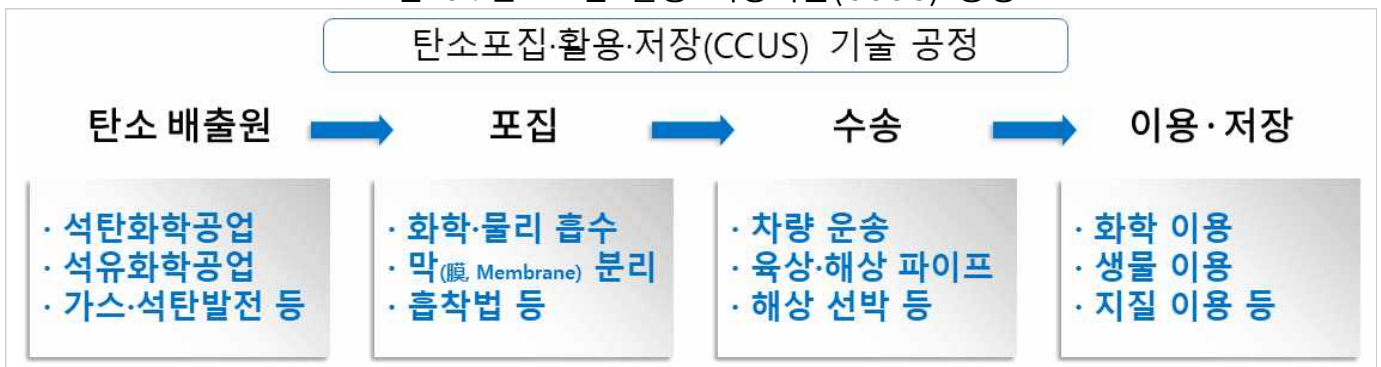 탄소포집·활용·저장(CCUS) 기술 공정
탄소 배출원
포집
수송
이용·저장
· 석탄화학공업
· 석유화학공업
· 가스·석탄발전 등
· 화학·물리 흡수
· 막(膜, Membrane) 분리
· 흡착법 등
· 차량 운송
· 육상·해상 파이프
· 해상 선박 등
· 화학 이용
· 생물 이용
· 지질 이용 등